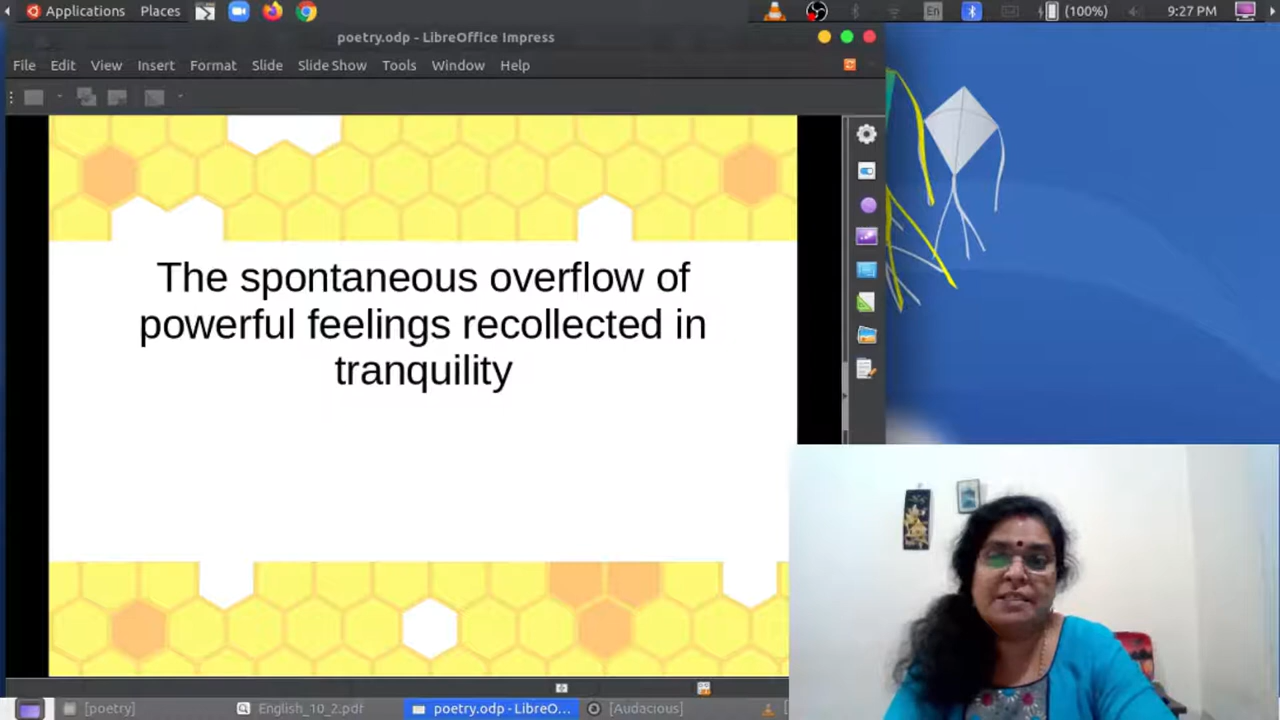 Applications Places En (100%) 9:27 PM
poetry.odp - LibreOffice Impress
File Edit View Insert Format Slide Slide Show Tools Window Help
The spontaneous overflow of
powerful feelings recollected in
tranquility
[poetry] English_10_2.pdf poetry.odp - LibreO... [Audacious] [